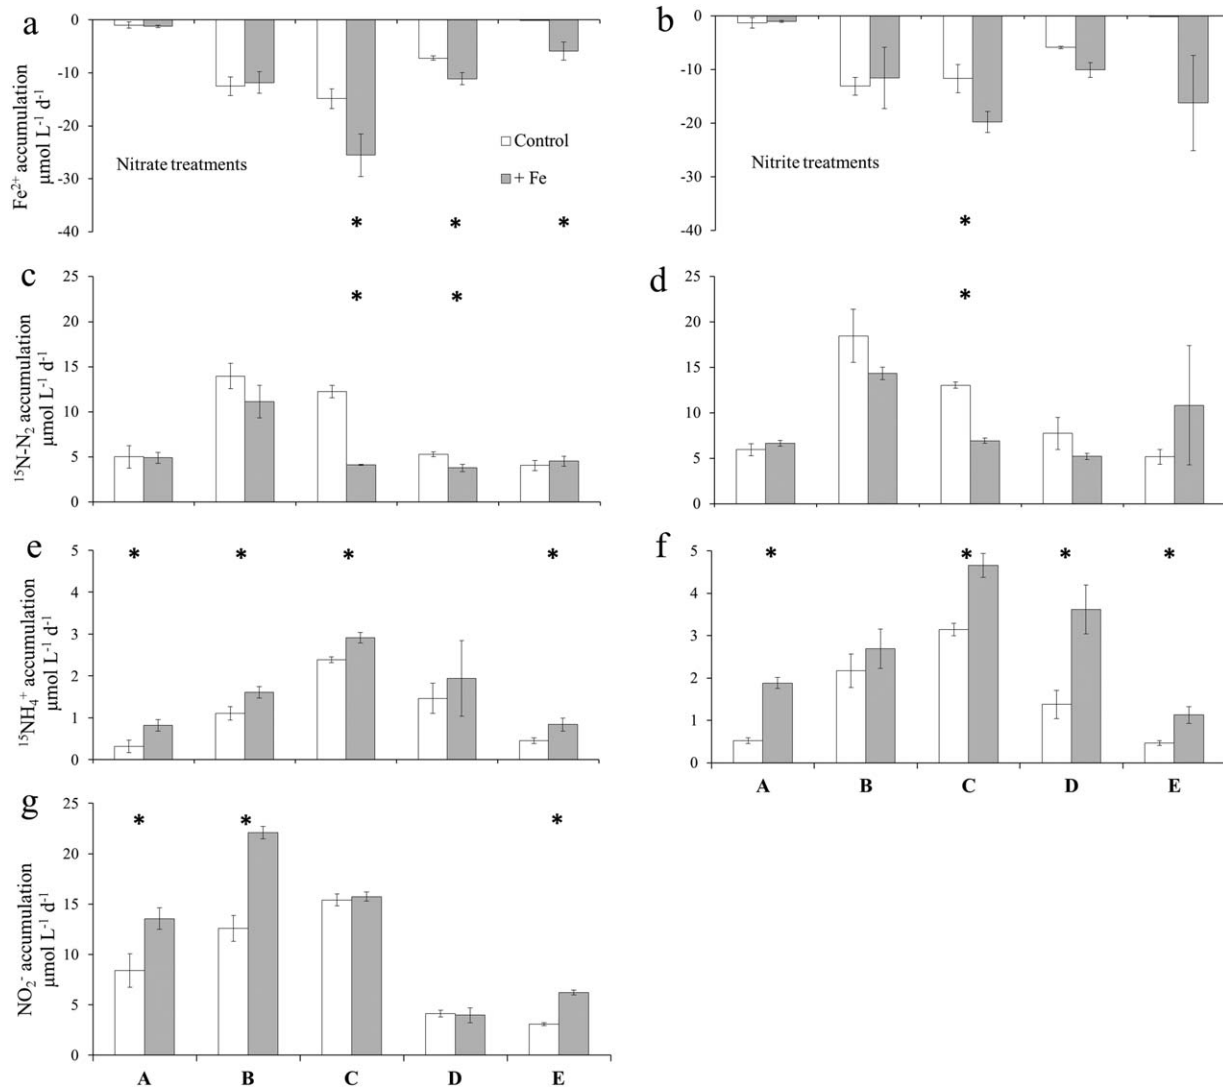 a
Fe²⁺ accumulation
µmol L⁻¹ d⁻¹
0
-10
-20
-30
-40
Nitrate treatments
Control
+ Fe
* * *
b
0
-10
-20
-30
-40
Nitrite treatments
*
c
¹⁵N-N₂ accumulation
µmol L⁻¹ d⁻¹
25
20
15
10
5
0
* *
d
25
20
15
10
5
0
*
e
¹⁵NH₄⁺ accumulation
µmol L⁻¹ d⁻¹
5
4
3
2
1
0
* * * *
f
5
4
3
2
1
0
* * * *
A B C D E
g
NO₂⁻ accumulation
µmol L⁻¹ d⁻¹
25
20
15
10
5
0
* * *
A B C D E